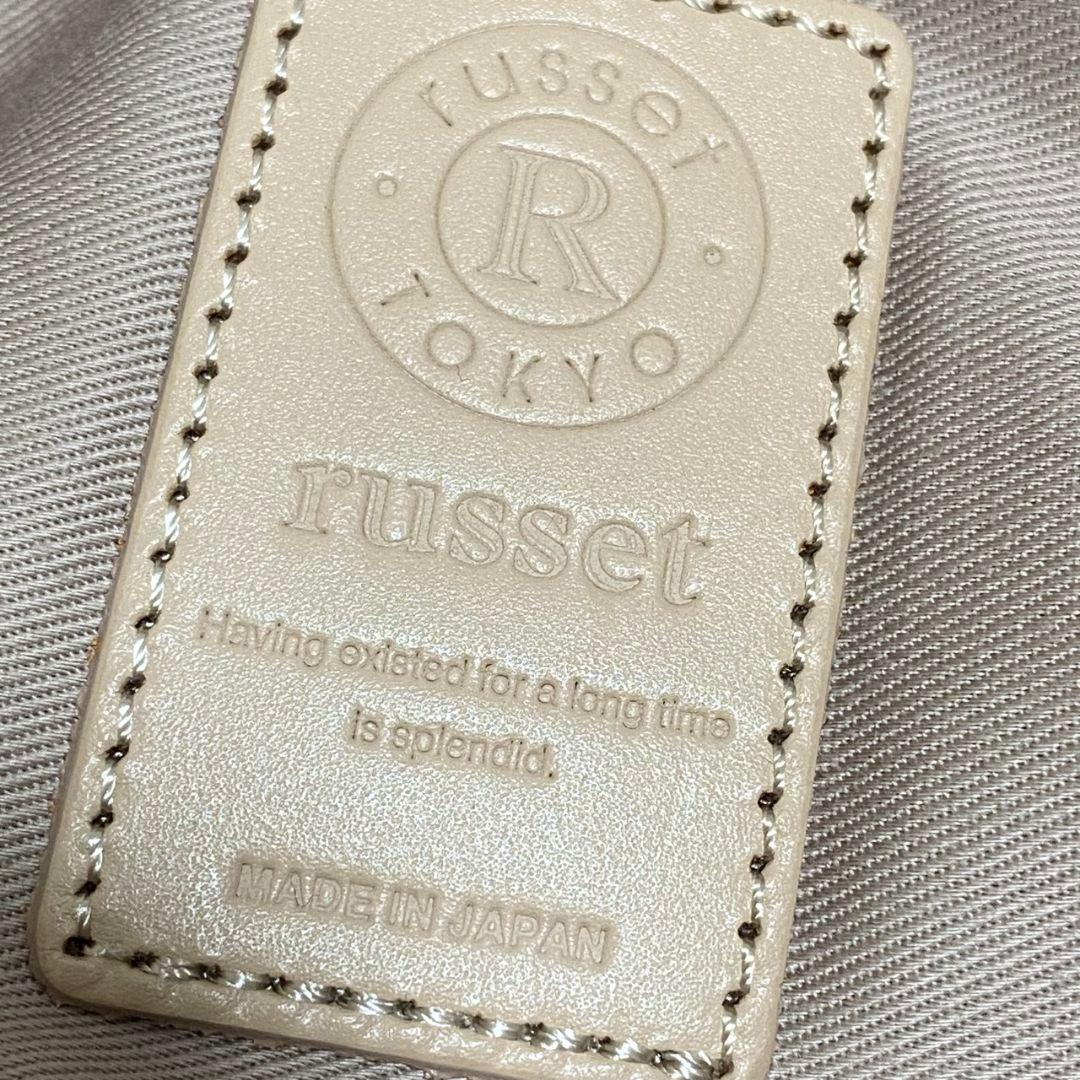 russet
R
TOKYO
russet
Having existed for a long time
is splendid.
MADE IN JAPAN